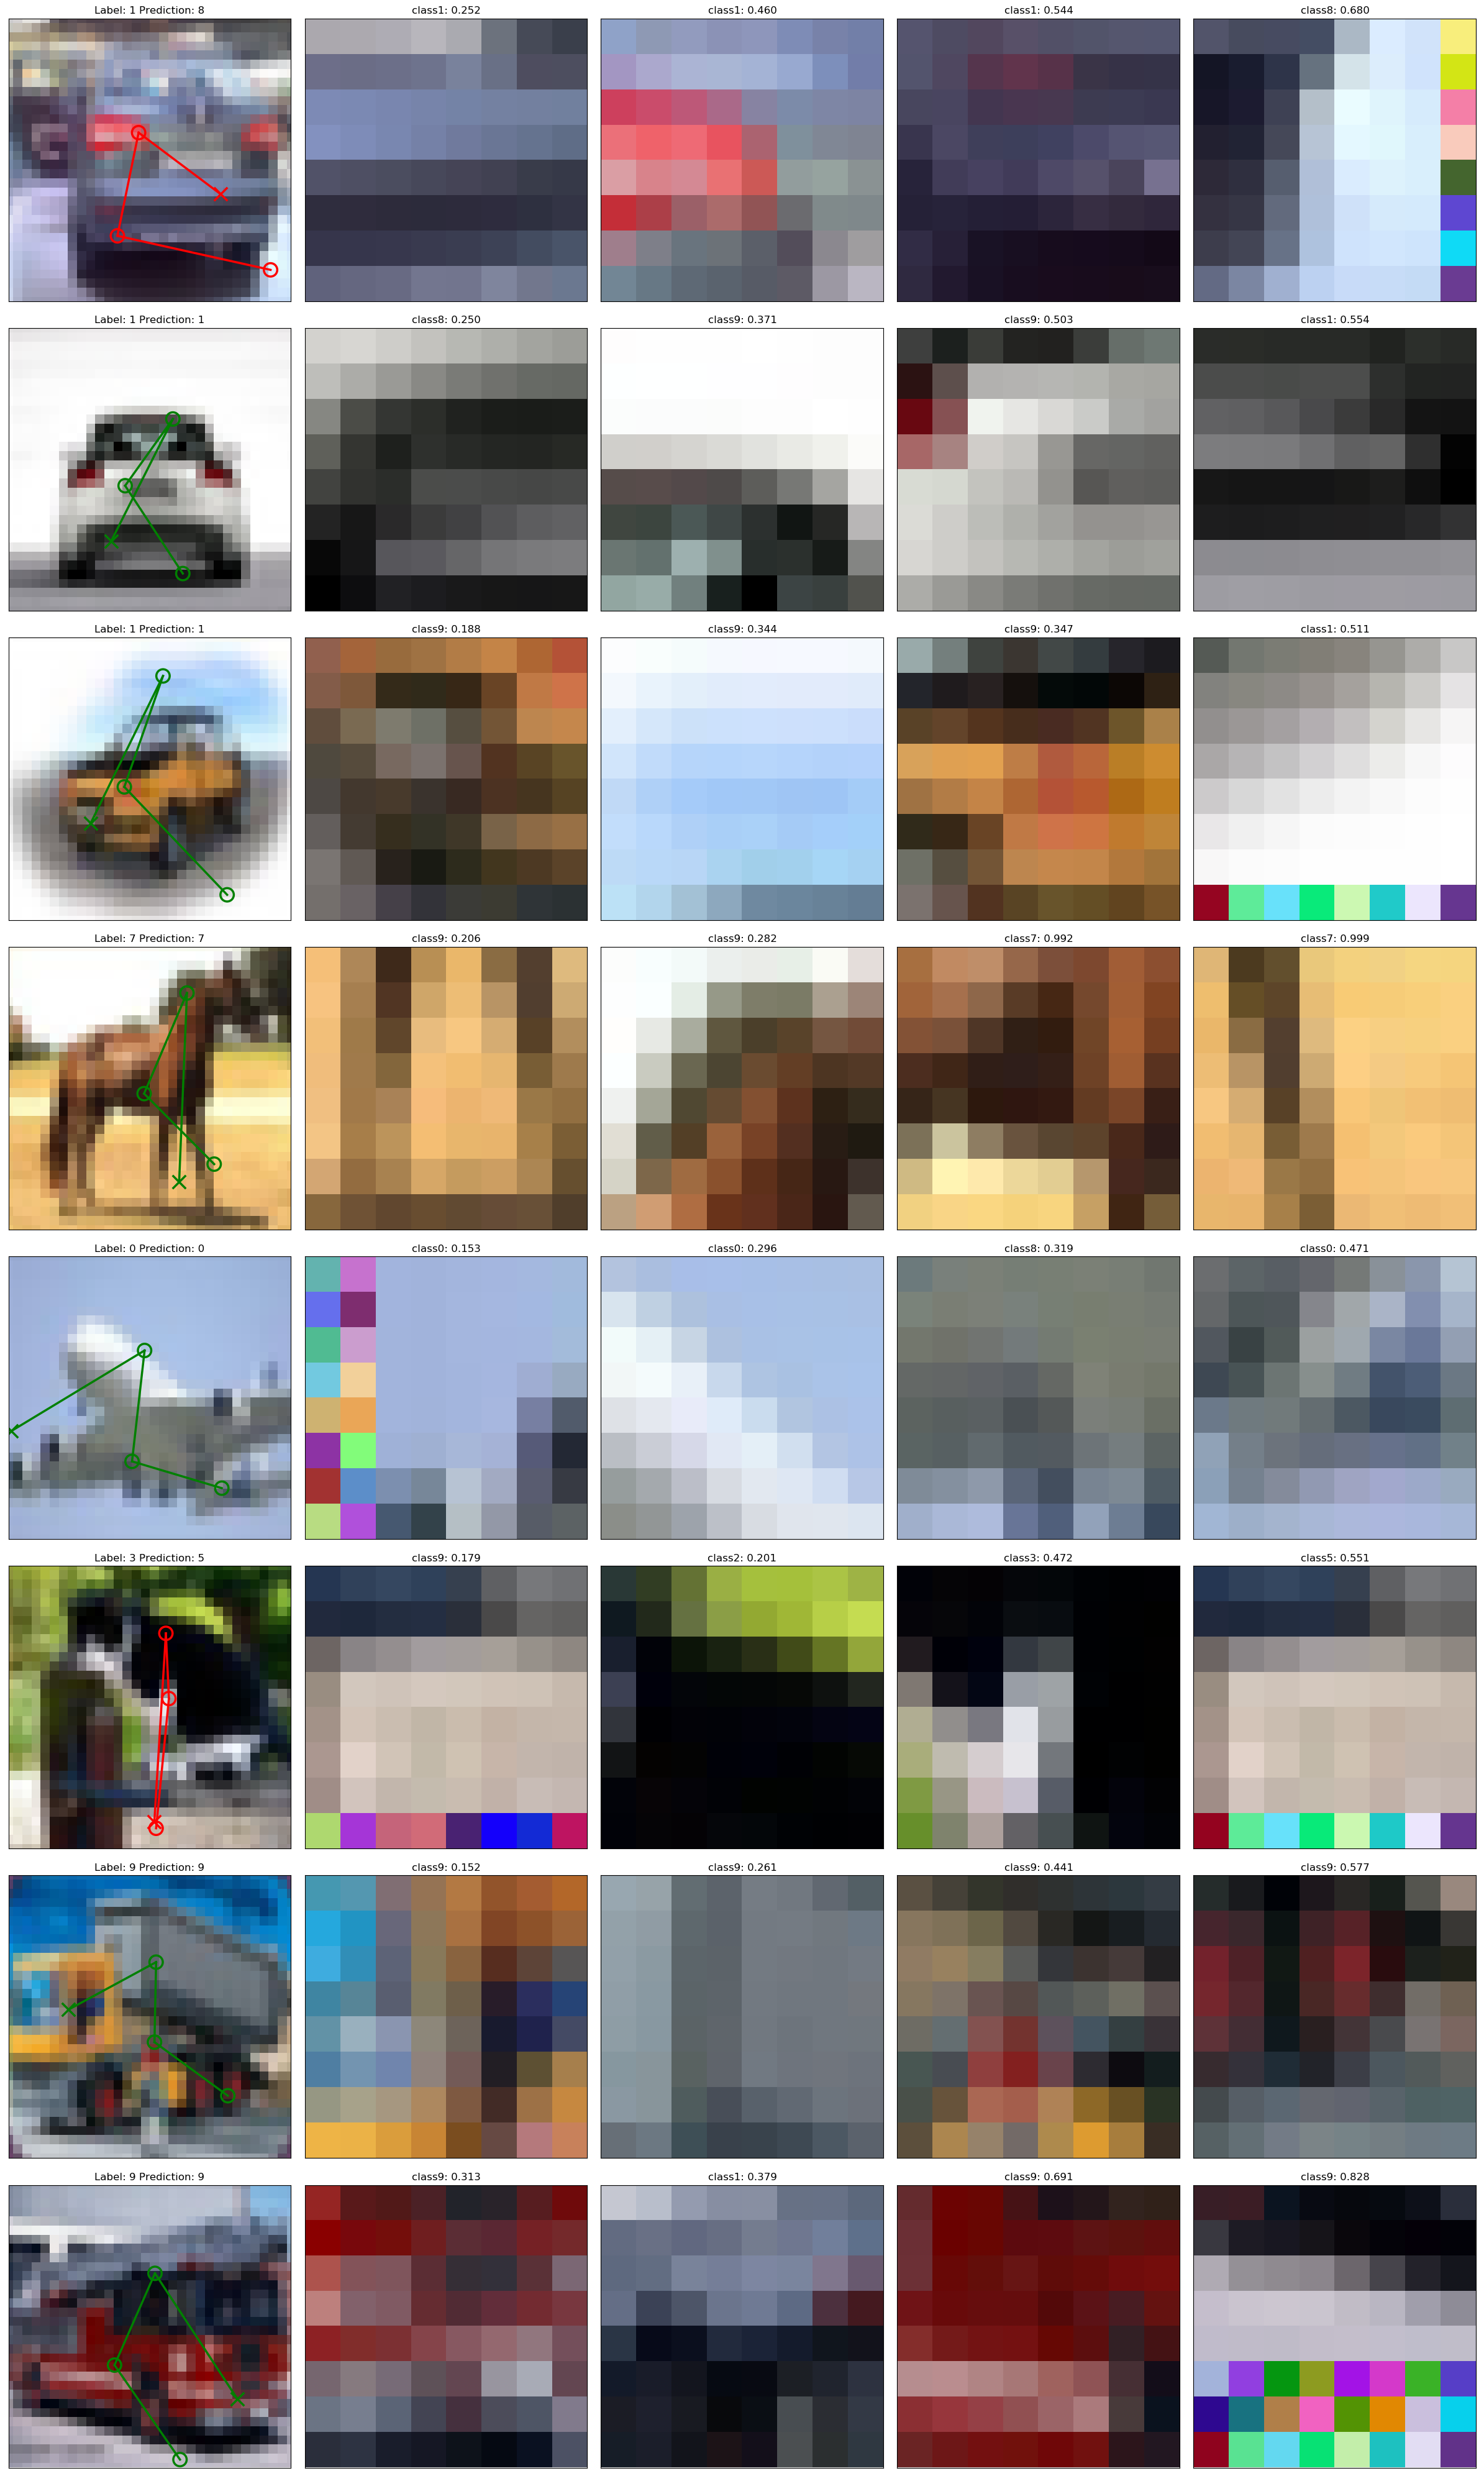 Label: 1 Prediction: 8
class1: 0.252
class1: 0.460
class1: 0.544
class8: 0.680
Label: 1 Prediction: 1
class8: 0.250
class9: 0.371
class9: 0.503
class1: 0.554
Label: 1 Prediction: 1
class9: 0.188
class9: 0.344
class9: 0.347
class1: 0.511
Label: 7 Prediction: 7
class9: 0.206
class9: 0.282
class7: 0.992
class7: 0.999
Label: 0 Prediction: 0
class0: 0.153
class0: 0.296
class8: 0.319
class0: 0.471
Label: 3 Prediction: 5
class9: 0.179
class2: 0.201
class3: 0.472
class5: 0.551
Label: 9 Prediction: 9
class9: 0.152
class9: 0.261
class9: 0.441
class9: 0.577
Label: 9 Prediction: 9
class9: 0.313
class1: 0.379
class9: 0.691
class9: 0.828